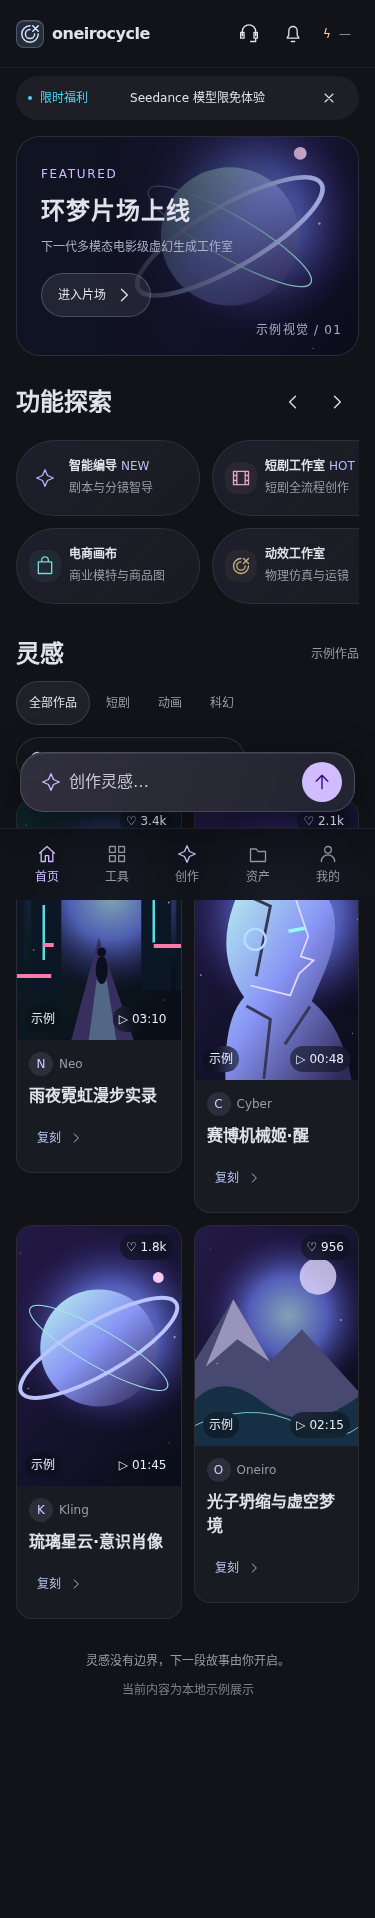 oneirocycle
—
限时福利 Seedance 模型限免体验
FEATURED
环梦片场上线
下一代多模态电影级虚幻生成工作室
进入片场
示例视觉 / 01
功能探索
智能编导 NEW
剧本与分镜智导
短剧工作室 HOT
短剧全流程创作
电商画布
商业模特与商品图
动效工作室
物理仿真与运镜
灵感
示例作品
全部作品 短剧 动画 科幻
创作灵感…
♡ 3.4k
♡ 2.1k
首页 工具 创作 资产 我的
示例 ▷ 03:10
N Neo
雨夜霓虹漫步实录
复刻
示例 ▷ 00:48
C Cyber
赛博机械姬·醒
复刻
♡ 1.8k
示例 ▷ 01:45
K Kling
琉璃星云·意识肖像
复刻
♡ 956
示例 ▷ 02:15
O Oneiro
光子坍缩与虚空梦
境
复刻
灵感没有边界，下一段故事由你开启。
当前内容为本地示例展示